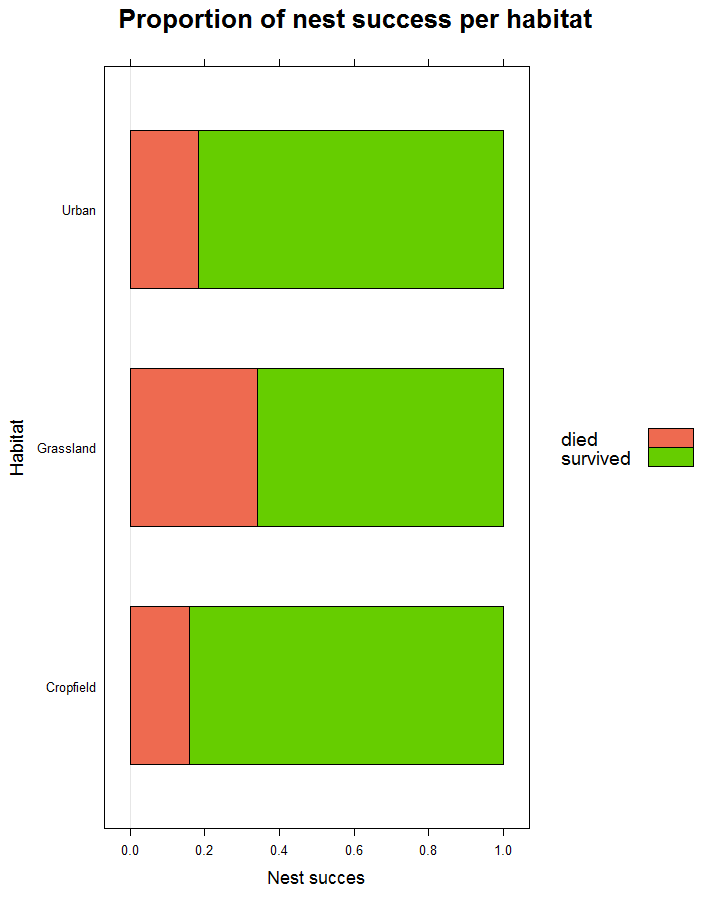 Proportion of nest success per habitat
Urban
Grassland
Cropfield
Habitat
died
survived
0.0 0.2 0.4 0.6 0.8 1.0
Nest succes